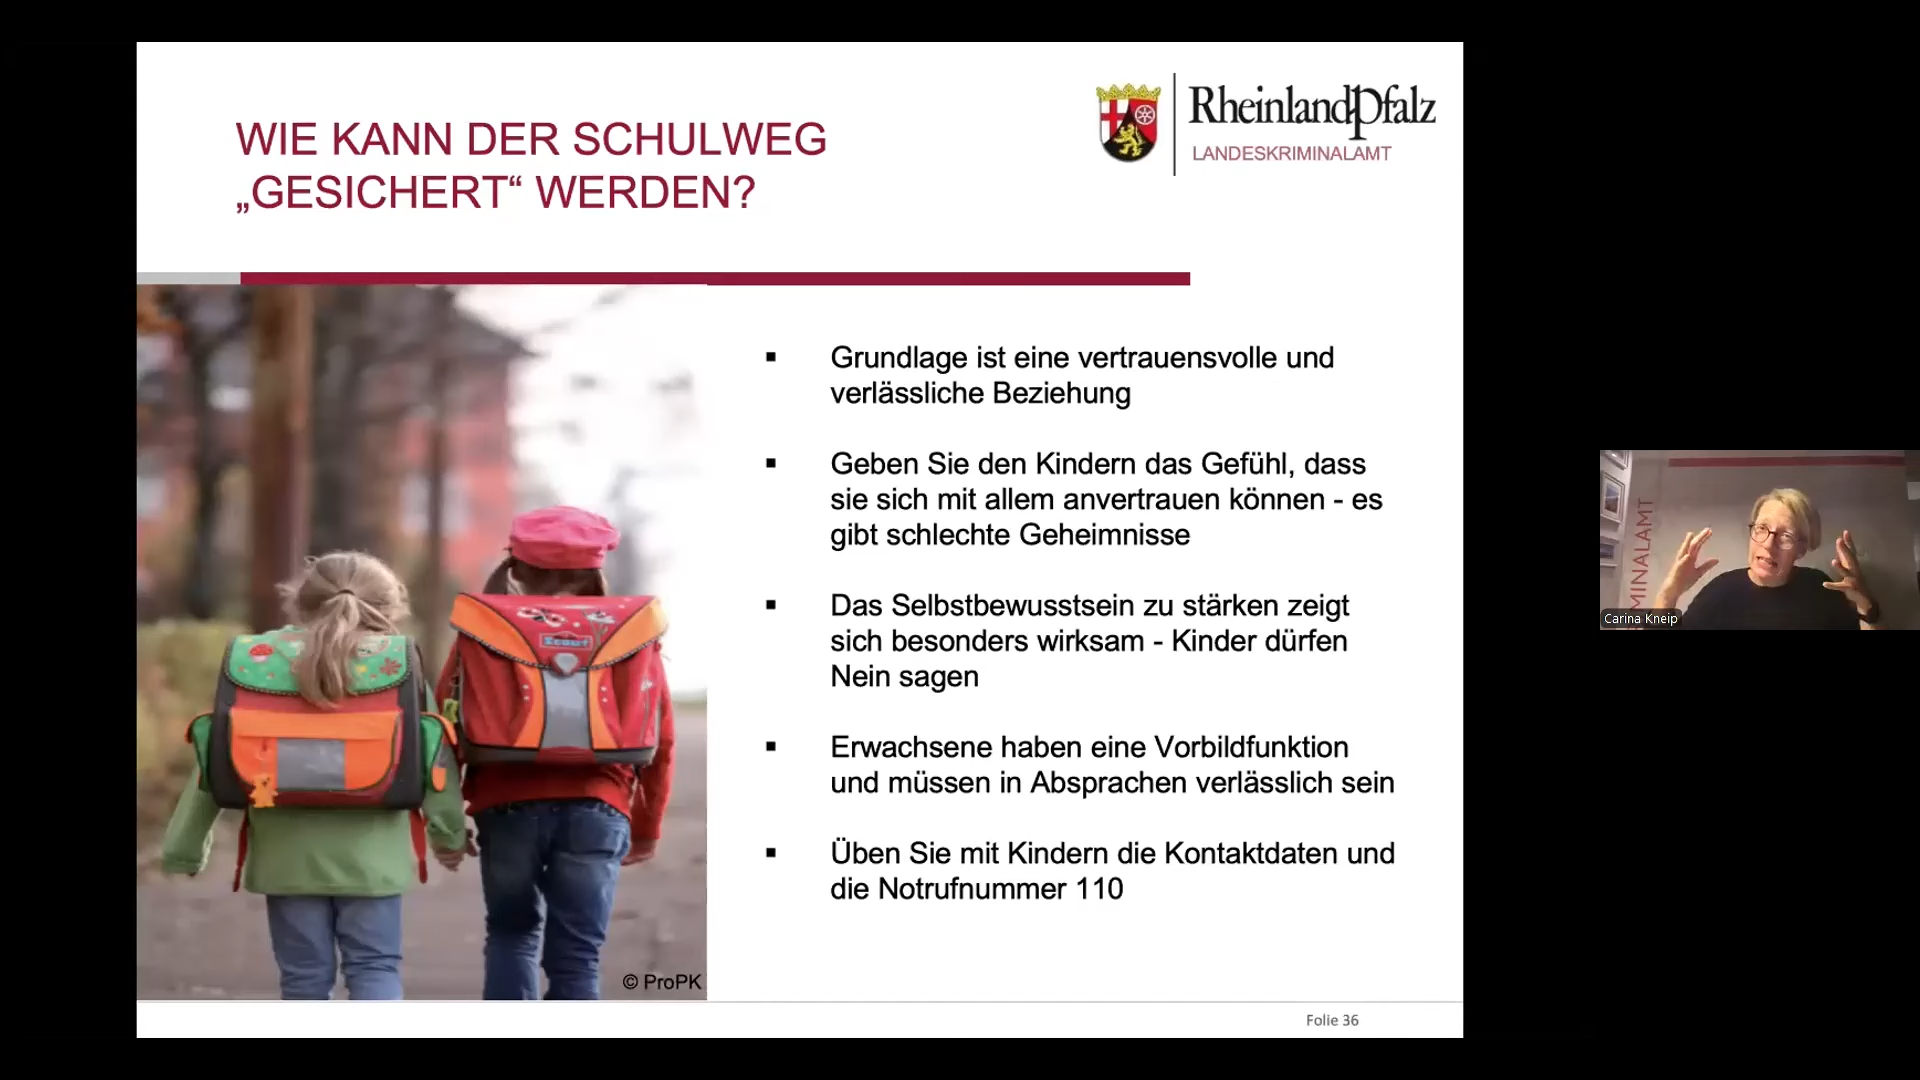 WIE KANN DER SCHULWEG
„GESICHERT“ WERDEN?
RheinlandPfalz
LANDESKRIMINALAMT
▪ Grundlage ist eine vertrauensvolle und
verlässliche Beziehung
▪ Geben Sie den Kindern das Gefühl, dass
sie sich mit allem anvertrauen können - es
gibt schlechte Geheimnisse
▪ Das Selbstbewusstsein zu stärken zeigt
sich besonders wirksam - Kinder dürfen
Nein sagen
▪ Erwachsene haben eine Vorbildfunktion
und müssen in Absprachen verlässlich sein
▪ Üben Sie mit Kindern die Kontaktdaten und
die Notrufnummer 110
Scout
© ProPK
Folie 36
MINALAMT
Carina Kneip